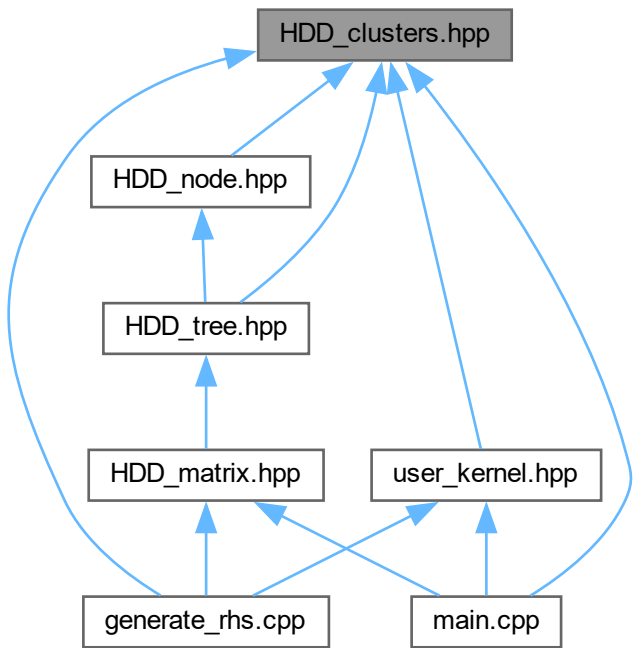 HDD_clusters.hpp
HDD_node.hpp
HDD_tree.hpp
HDD_matrix.hpp
user_kernel.hpp
generate_rhs.cpp
main.cpp